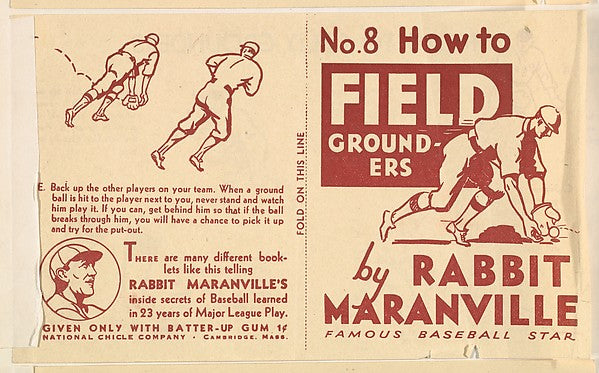 E. Back up the other players on your team. When a ground
ball is hit to the player next to you, never stand and watch
him play it. If you can, get behind him so that if the ball
breaks through him, you will have a chance to pick it up
and try for the put-out.
THERE are many different book-
lets like this telling
RABBIT MARANVILLE'S
inside secrets of Baseball learned
in 23 years of Major League Play.
GIVEN ONLY WITH BATTER-UP GUM 1¢
NATIONAL CHICLE COMPANY • CAMBRIDGE, MASS.
FOLD ON THIS LINE
No. 8 How to
FIELD
GROUND-
ERS
by RABBIT
MARANVILLE
FAMOUS BASEBALL STAR